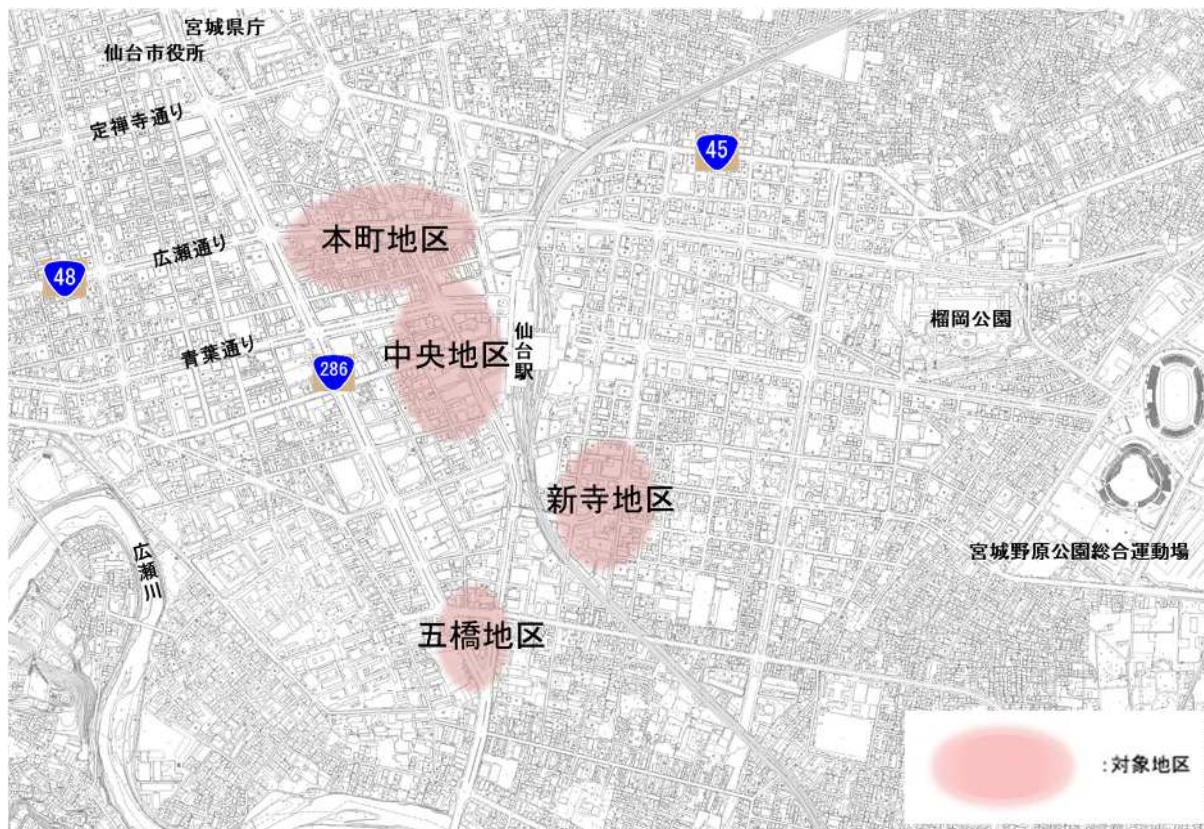 宮城県庁
仙台市役所
定禅寺通り
45
本町地区
広瀬通り
48
仙台駅
榴岡公園
青葉通り
中央地区
286
新寺地区
広瀬川
宮城野原公園総合運動場
五橋地区
:対象地区